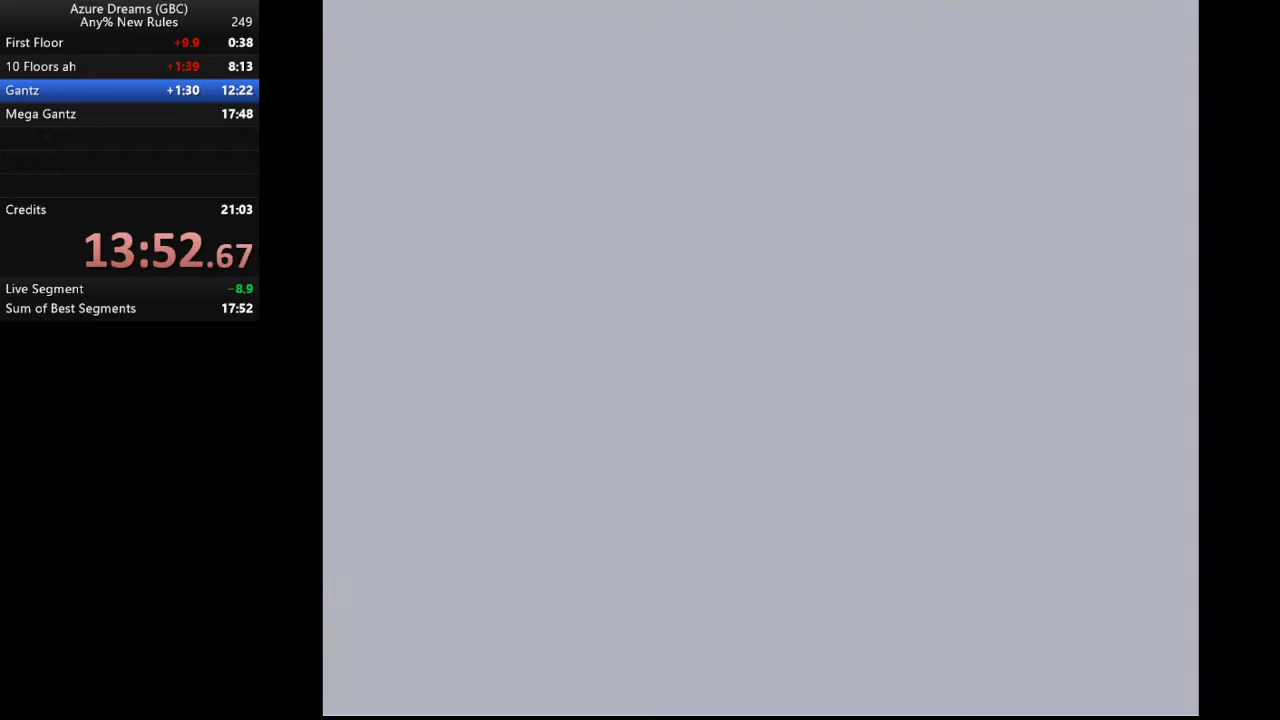 Azure Dreams (GBC)
Any% New Rules 249
First Floor +9.9 0:38
10 Floors ah +1:39 8:13
Gantz +1:30 12:22
Mega Gantz 17:48
Credits 21:03
13:52.67
Live Segment −8.9
Sum of Best Segments 17:52